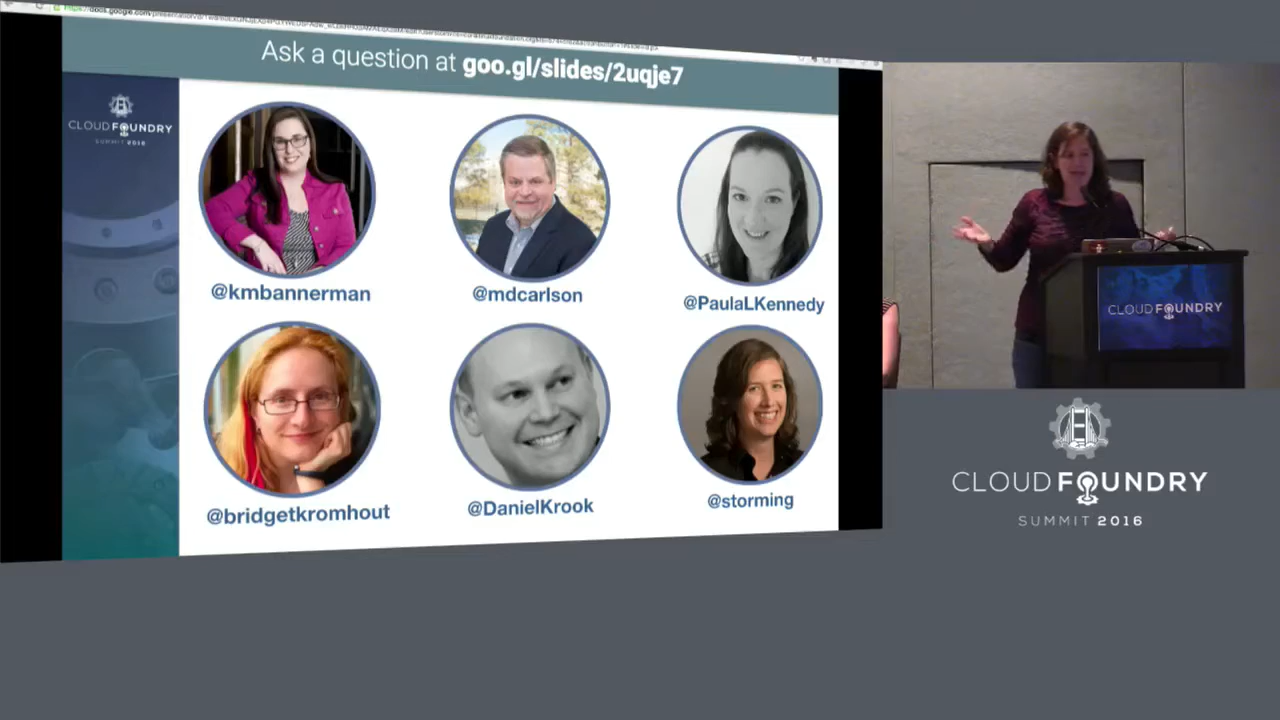 Ask a question at goo.gl/slides/2uqje7
CLOUD FOUNDRY
SUMMIT 2016
@kmbannerman
@mdcarlson
@PaulaLKennedy
@bridgetkromhout
@DanielKrook
@storming
CLOUD FOUNDRY
CLOUD FOUNDRY
SUMMIT 2016